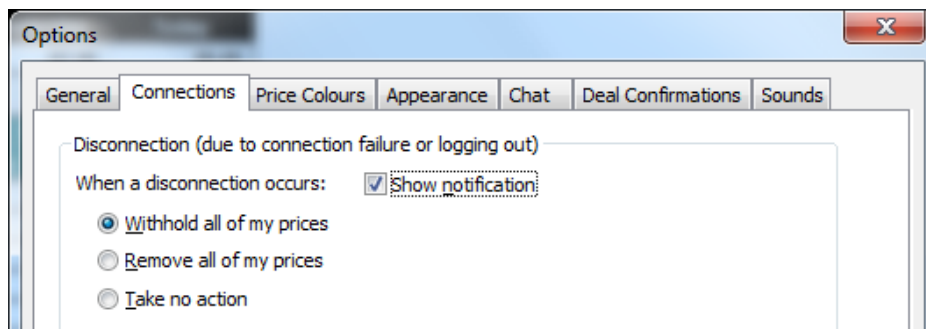 Options
General Connections Price Colours Appearance Chat Deal Confirmations Sounds
Disconnection (due to connection failure or logging out)
When a disconnection occurs: Show notification
Withhold all of my prices
Remove all of my prices
Take no action